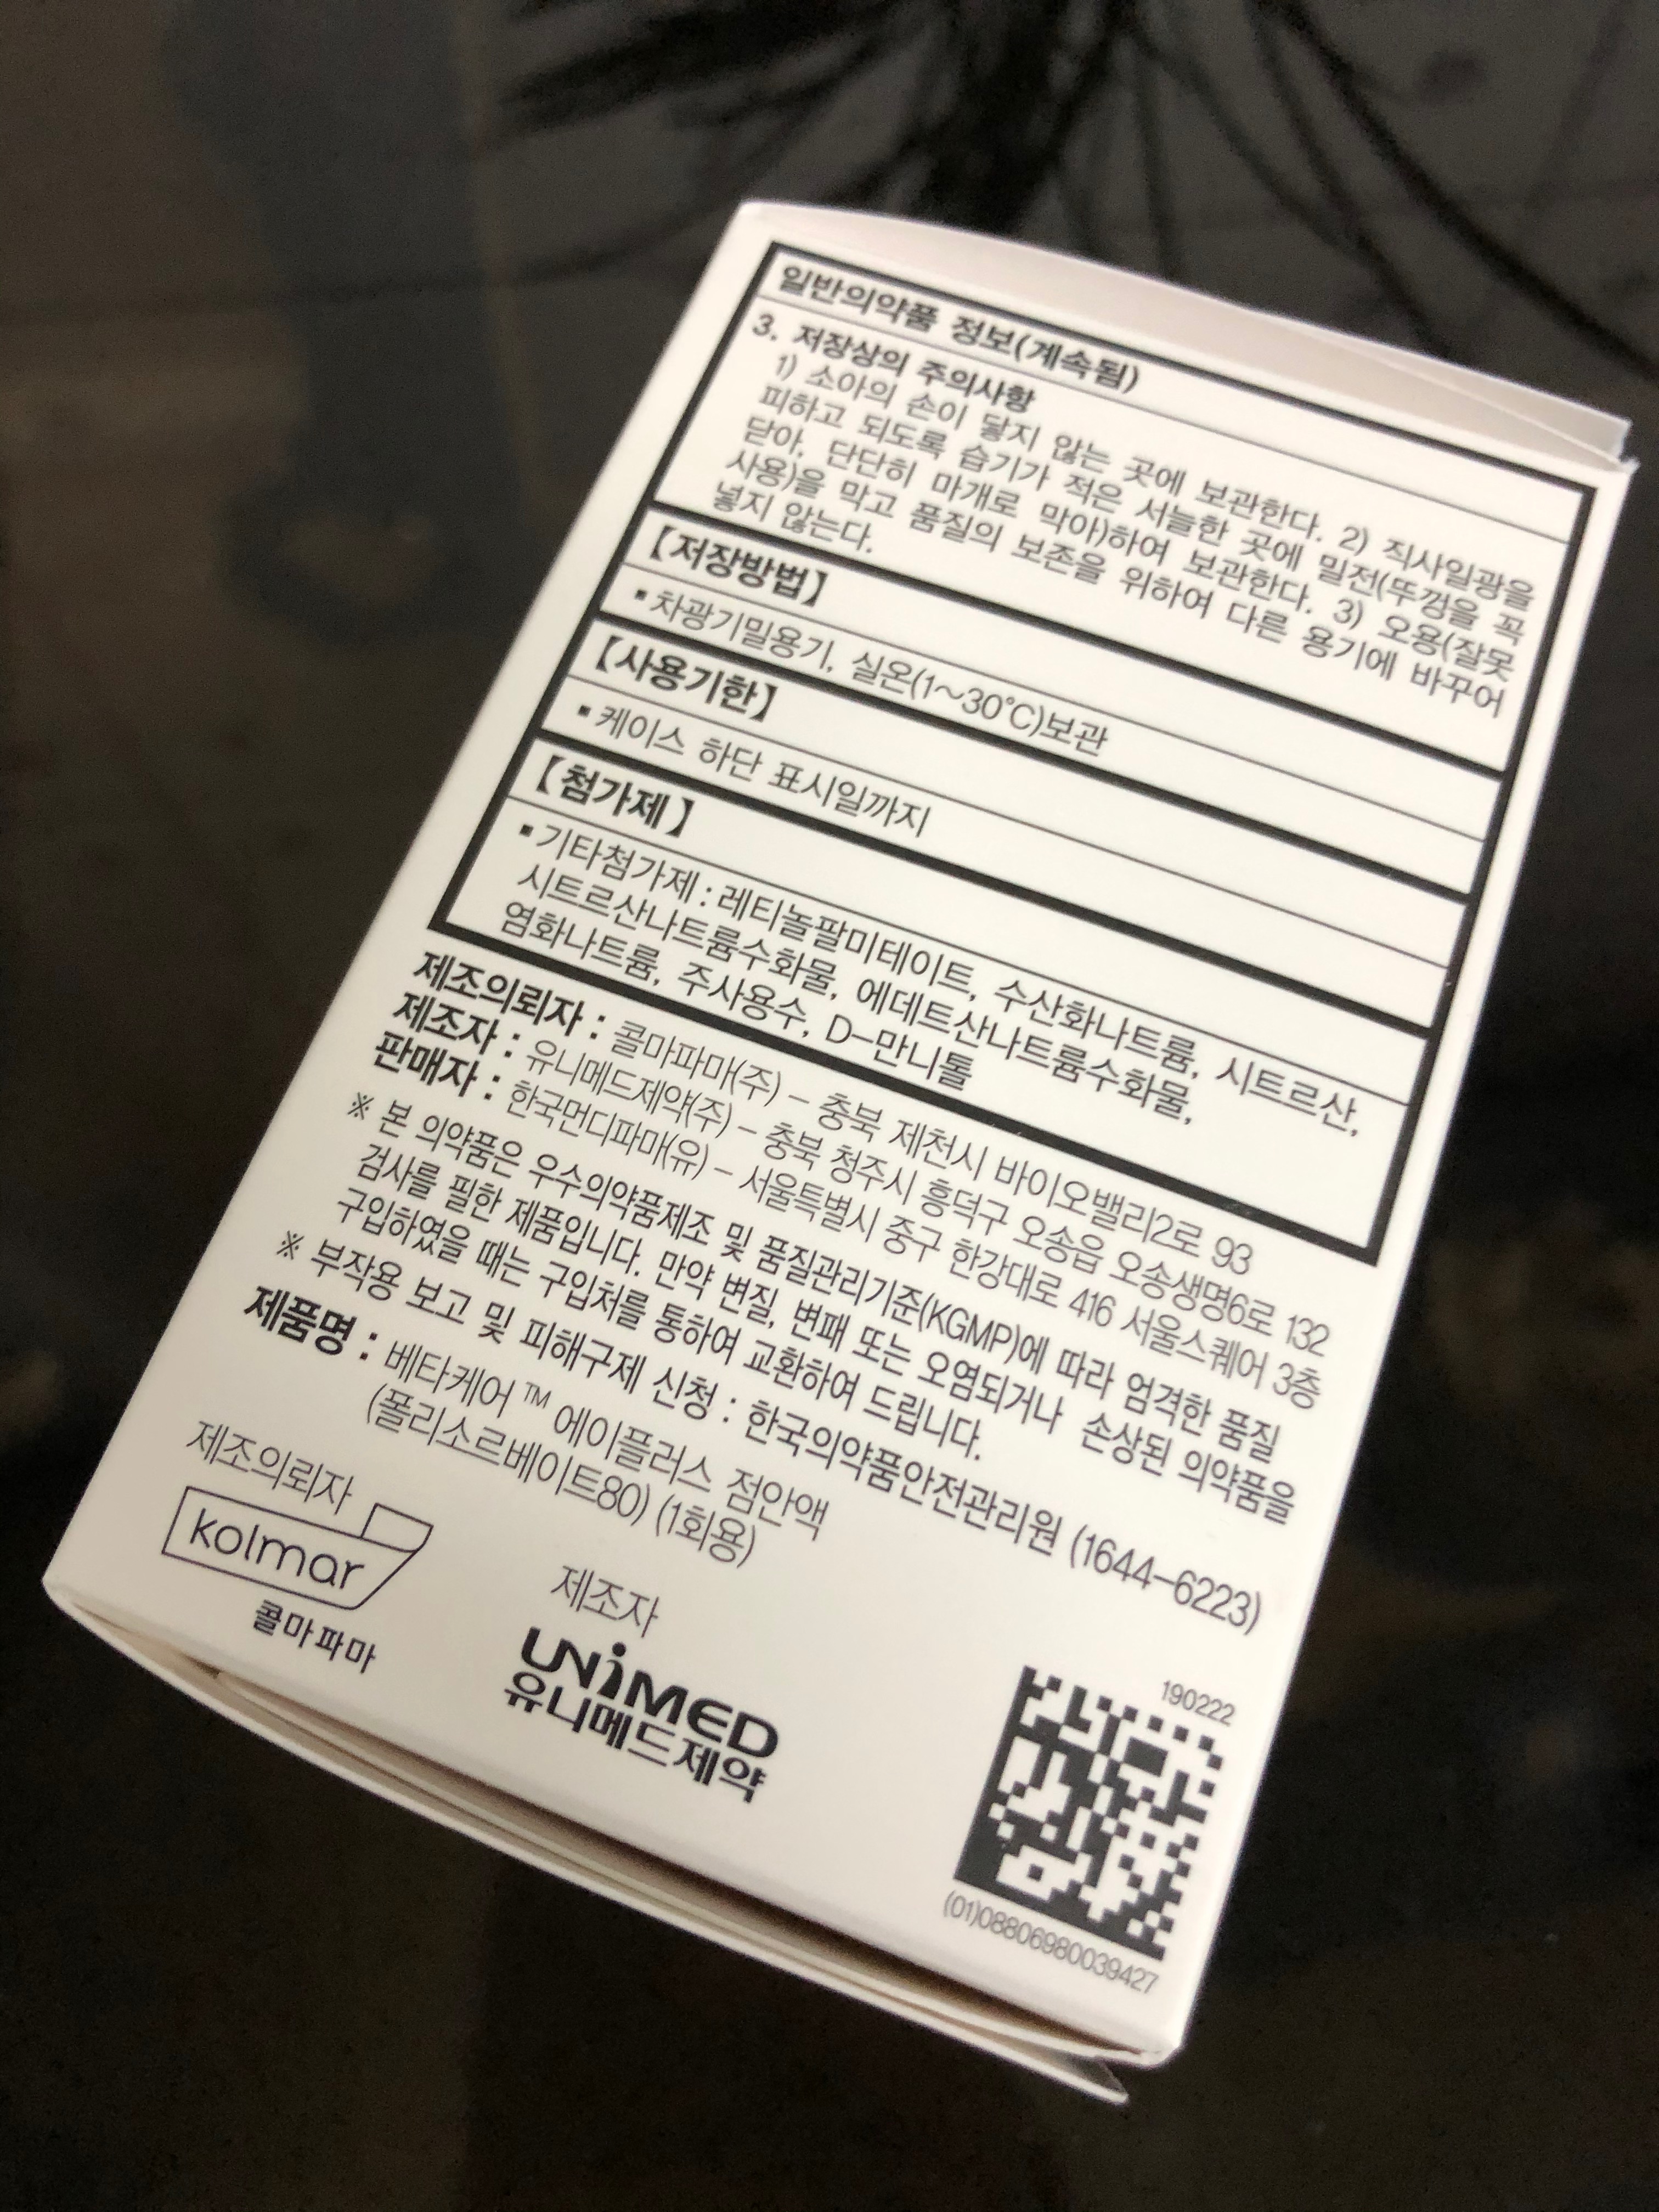 일반의약품 정보(계속됨)
3. 저장상의 주의사항
1) 소아의 손이 닿지 않는 곳에 보관한다. 2) 직사일광을
피하고 되도록 습기가 적은 서늘한 곳에 밀전(뚜껑을 꼭
닫아, 단단히 마개로 막아)하여 보관한다. 3) 오용(잘못
사용)을 막고 품질의 보존을 위하여 다른 용기에 바꾸어
넣지 않는다.
【저장방법】
▪ 차광기밀용기, 실온(1~30℃)보관
【사용기한】
▪ 케이스 하단 표시일까지
【첨가제】
▪ 기타첨가제 : 레티놀팔미테이트, 수산화나트륨, 시트르산,
시트르산나트륨수화물, 에데트산나트륨수화물,
염화나트륨, 주사용수, D-만니톨
제조의뢰자 : 콜마파마(주) - 충북 제천시 바이오밸리2로 93
제조자 : 유니메드제약(주) - 충북 청주시 흥덕구 오송읍 오송생명6로 132
판매자 : 한국먼디파마(유) - 서울특별시 중구 한강대로 416 서울스퀘어 3층
※ 본 의약품은 우수의약품제조 및 품질관리기준(KGMP)에 따라 엄격한 품질
검사를 필한 제품입니다. 만약 변질, 변패 또는 오염되거나 손상된 의약품을
구입하였을 때는 구입처를 통하여 교환하여 드립니다.
※ 부작용 보고 및 피해구제 신청 : 한국의약품안전관리원 (1644-6223)
제품명 : 베타케어™ 에이플러스 점안액
(폴리소르베이트80) (1회용)
제조의뢰자
kolmar
콜마파마
제조자
UNIMED
유니메드제약
190222
(01)08806980039427